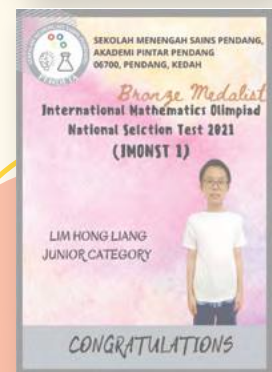 SEKOLAH MENENGAH SAINS PENDANG,
AKADEMI PINTAR PENDANG
06700, PENDANG, KEDAH
Bronze Medalist
International Mathematics Olimpiad
National Selction Test 2021
(IMONST 1)
LIM HONG LIANG
JUNIOR CATEGORY
CONGRATULATIONS